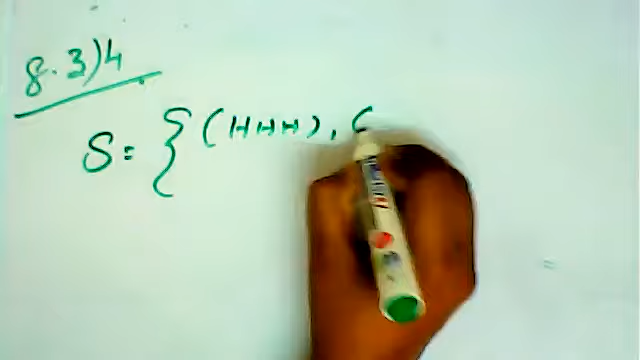 8.3)4
S = { (HHH), (